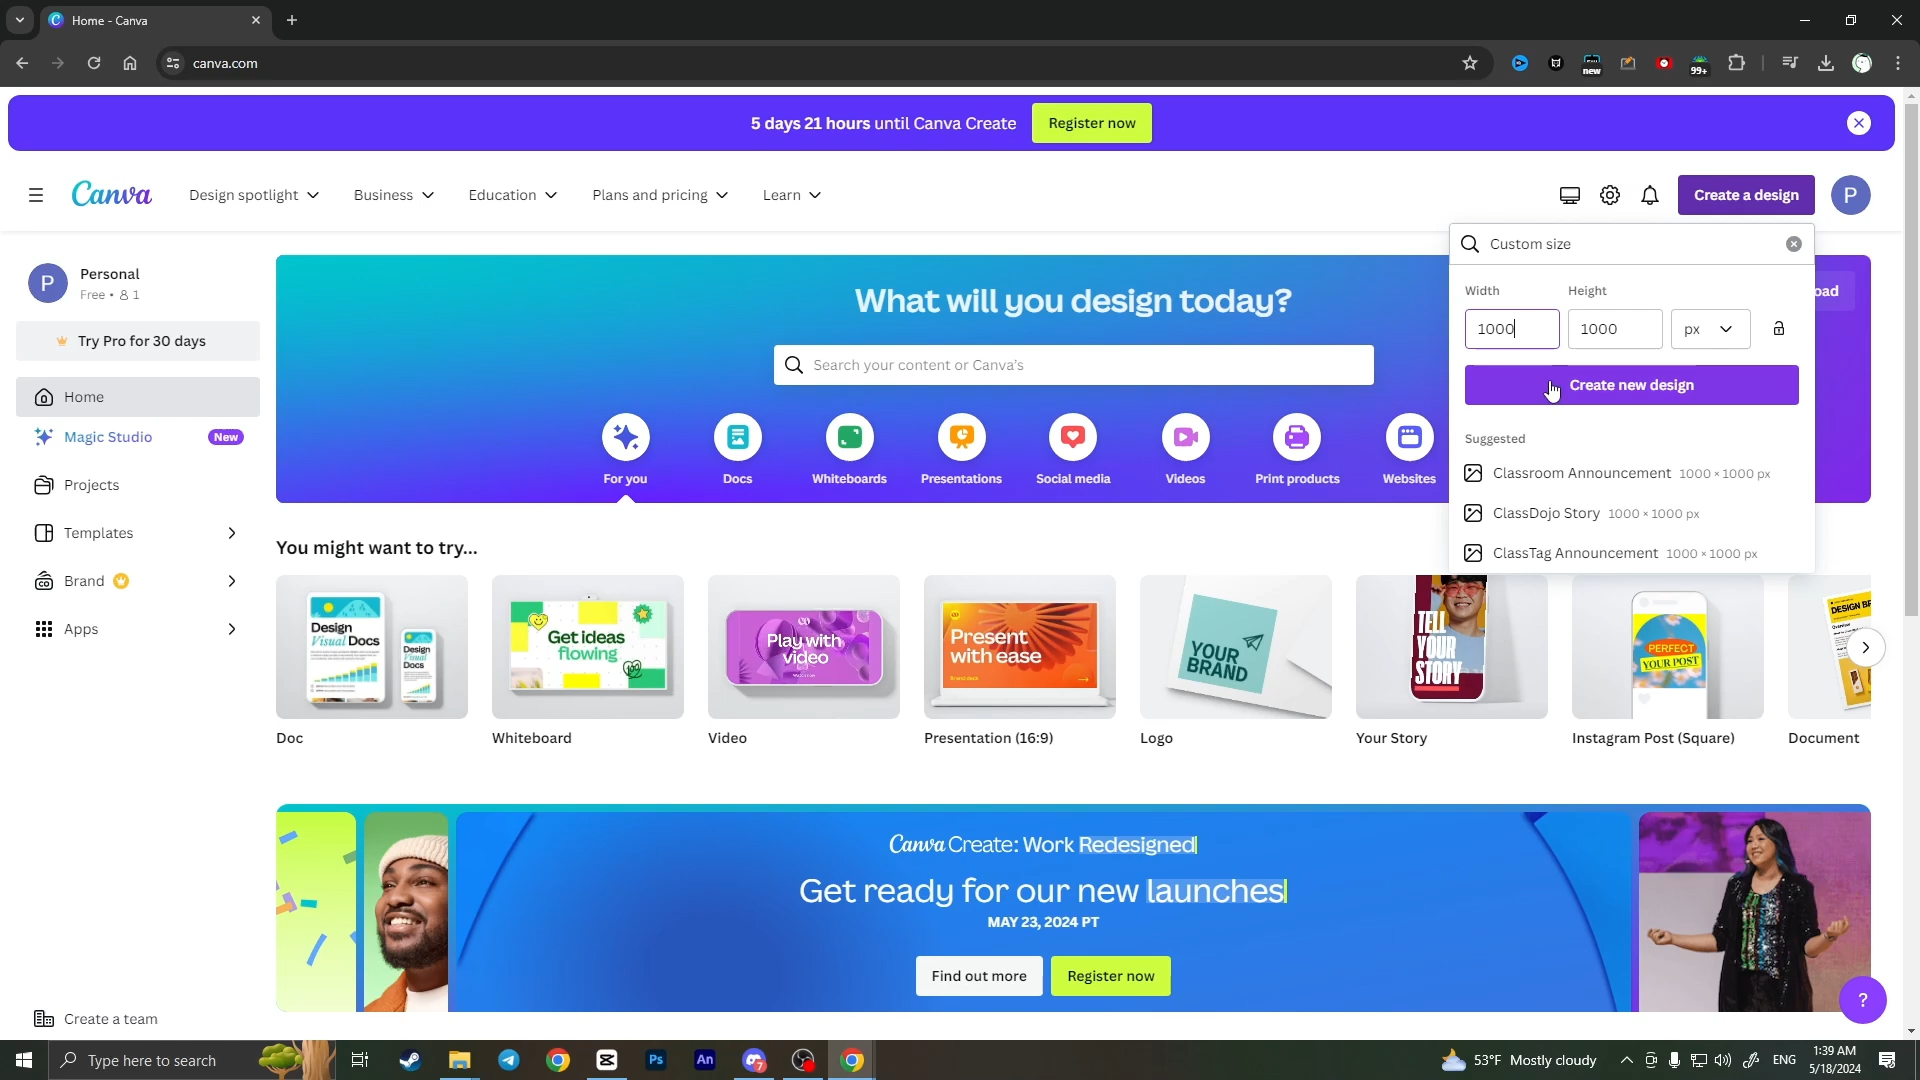 Home - Canva
canva.com
new
99+
5 days 21 hours until Canva Create
Register now
Canva
Design spotlight
Business
Education
Plans and pricing
Learn
Create a design
P
P
Personal
Free • 1
Try Pro for 30 days
Home
Magic Studio
New
Projects
Templates
Brand
Apps
Create a team
What will you design today?
Search your content or Canva's
For you
Docs
Whiteboards
Presentations
Social media
Videos
Print products
Websites
Custom size
Width
Height
1000
1000
px
Create new design
Suggested
Classroom Announcement 1000 × 1000 px
ClassDojo Story 1000 × 1000 px
ClassTag Announcement 1000 × 1000 px
You might want to try...
Design
Visual Docs
Design
Visual
Docs
Get ideas
flowing
Play with
video
Present
with ease
YOUR
BRAND
TELL
YOUR
STORY
PERFECT
YOUR POST
Doc
Whiteboard
Video
Presentation (16:9)
Logo
Your Story
Instagram Post (Square)
Document
Canva Create: Work Redesigned
Get ready for our new launches
MAY 23, 2024 PT
Find out more
Register now
?
Type here to search
Ps
An
7
53°F Mostly cloudy
ENG
1:39 AM
5/18/2024